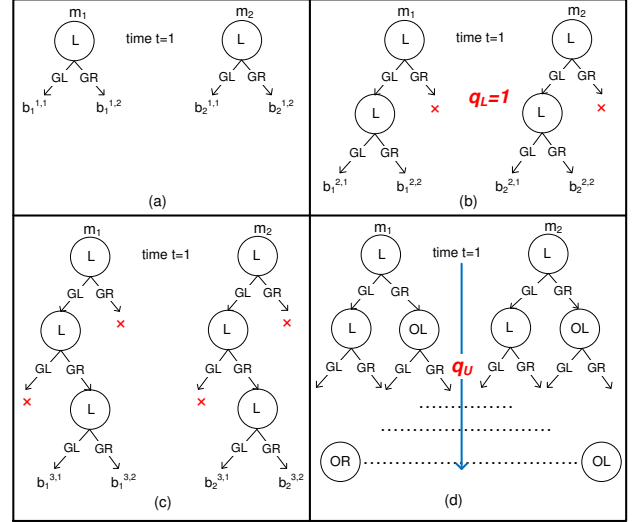 m₁ time t=1 m₂
L L
GL GR GL GR
b₁^1,1 b₁^1,2 b₂^1,1 b₂^1,2
(a)
m₁ time t=1 m₂
L L
GL GR GL GR
× q_L=1 ×
L L
GL GR GL GR
b₁^2,1 b₁^2,2 b₂^2,1 b₂^2,2
(b)
m₁ time t=1 m₂
L L
GL GR GL GR
× ×
L L
GL GR GL GR
× ×
L L
GL GR GL GR
b₁^3,1 b₁^3,2 b₂^3,1 b₂^3,2
(c)
m₁ time t=1 m₂
L L
GL GR GL GR
L OL L OL
GL GR GL GR q_U GL GR GL GR
OR OL
(d)